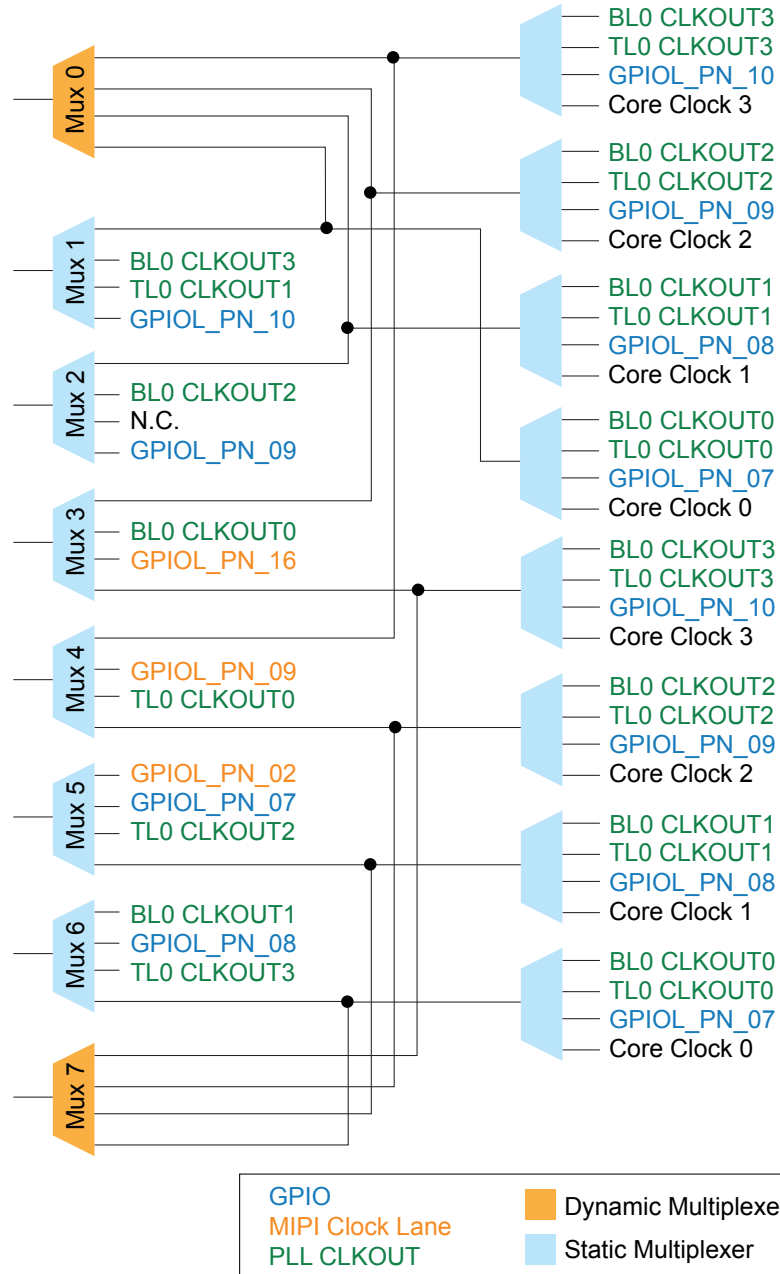 Mux 0
BL0 CLKOUT3
TL0 CLKOUT3
GPIOL_PN_10
Core Clock 3
BL0 CLKOUT2
TL0 CLKOUT2
GPIOL_PN_09
Core Clock 2
Mux 1
BL0 CLKOUT3
TL0 CLKOUT1
GPIOL_PN_10
BL0 CLKOUT1
TL0 CLKOUT1
GPIOL_PN_08
Core Clock 1
Mux 2
BL0 CLKOUT2
N.C.
GPIOL_PN_09
BL0 CLKOUT0
TL0 CLKOUT0
GPIOL_PN_07
Core Clock 0
Mux 3
BL0 CLKOUT0
GPIOL_PN_16
BL0 CLKOUT3
TL0 CLKOUT3
GPIOL_PN_10
Core Clock 3
Mux 4
GPIOL_PN_09
TL0 CLKOUT0
BL0 CLKOUT2
TL0 CLKOUT2
GPIOL_PN_09
Core Clock 2
Mux 5
GPIOL_PN_02
GPIOL_PN_07
TL0 CLKOUT2
BL0 CLKOUT1
TL0 CLKOUT1
GPIOL_PN_08
Core Clock 1
Mux 6
BL0 CLKOUT1
GPIOL_PN_08
TL0 CLKOUT3
BL0 CLKOUT0
TL0 CLKOUT0
GPIOL_PN_07
Core Clock 0
Mux 7
GPIO
MIPI Clock Lane
PLL CLKOUT
Dynamic Multiplexe
Static Multiplexer